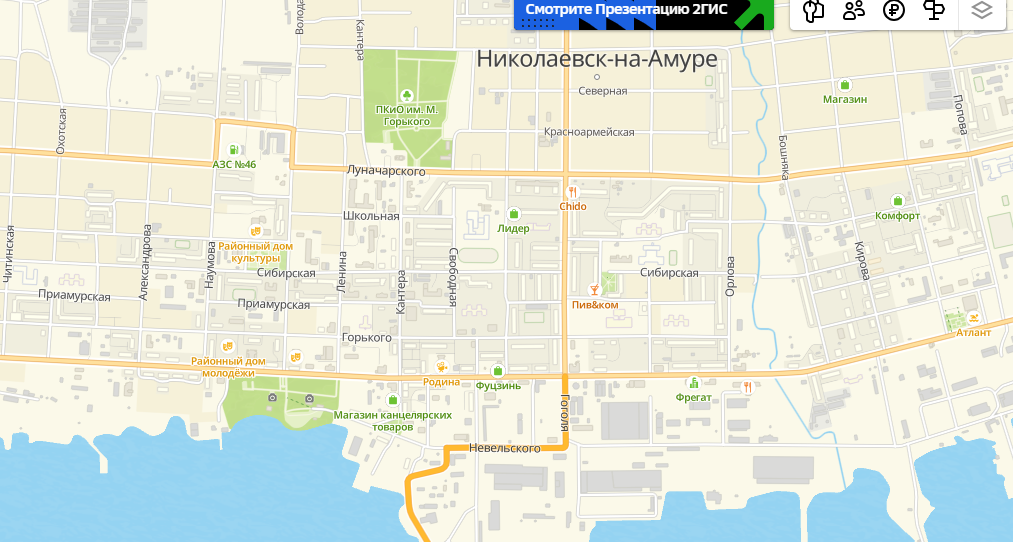 Смотрите Презентацию 2ГИС
Волода
Кантера
Николаевск-на-Амуре
Северная
Магазин
Попова
ПКиО им. М.
Горького
Охотская
Красноармейская
Бошняка
АЗС №46
Луначарского
Chido
Школьная
Лидер
Комфорт
Читинская
Александрова
Наумова
Районный дом
культуры
Ленина
Кантера
Свободная
Сибирская
Сибирская
Орлова
Кирова
Приамурская
Приамурская
Пив&ком
Горького
Атлант
Районный дом
молодёжи
Родина
Фуцзинь
Фрегат
Гоголя
Магазин канцелярских
товаров
Невельского